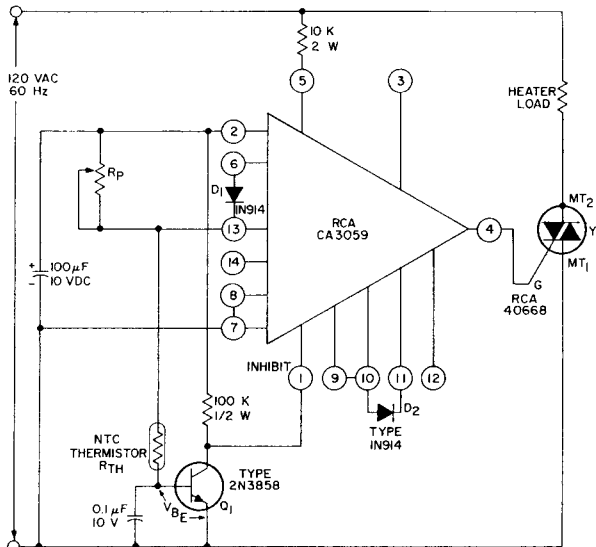 10 K
2 W
5
3
120 VAC
60 Hz
HEATER
LOAD
2
6
RP
D1
1N914
RCA
CA3059
4
MT2
Y
MT1
G
RCA
40668
13
14
+
-
100µF
10 VDC
8
7
INHIBIT
1
9
10
11
12
100 K
1/2 W
D2
TYPE
1N914
NTC
THERMISTOR
RTH
TYPE
2N3858
Q1
0.1µF
10 V
VBE